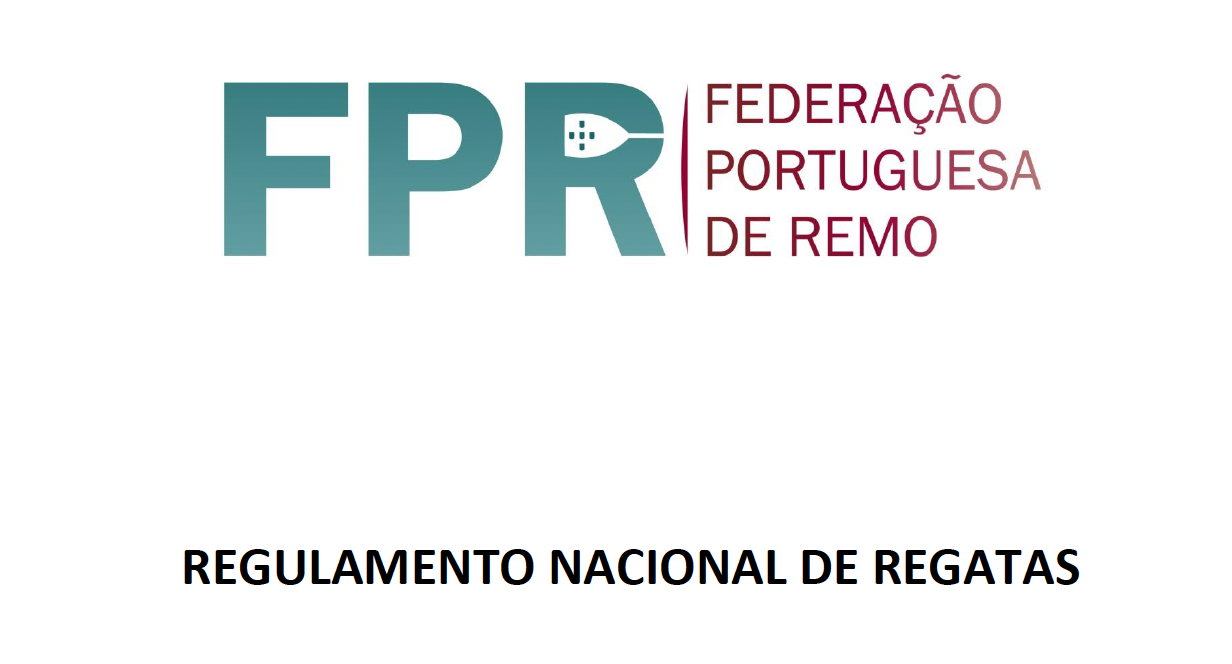 FPR
FEDERAÇÃO
PORTUGUESA
DE REMO
REGULAMENTO NACIONAL DE REGATAS